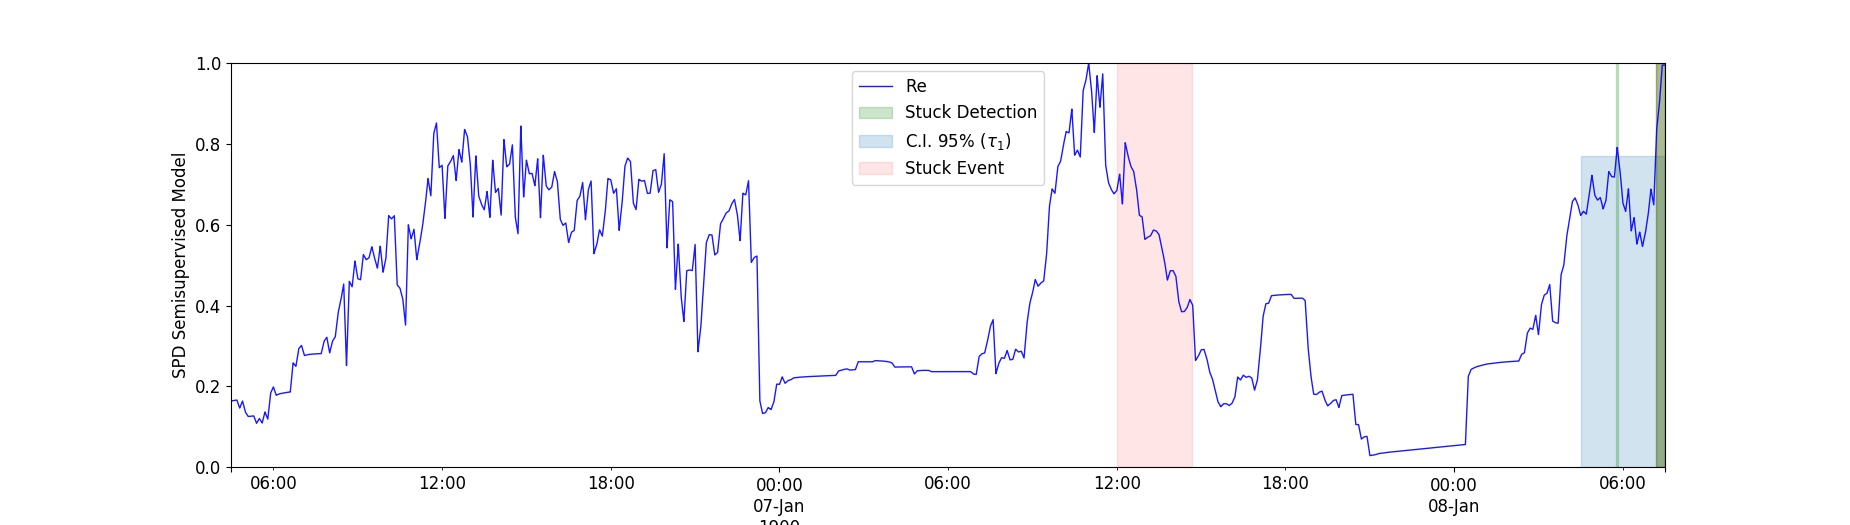 1.0
0.8
0.6
0.4
0.2
0.0
SPD Semisupervised Model
Re
Stuck Detection
C.I. 95% (τ₁)
Stuck Event
06:00 12:00 18:00 00:00 06:00 12:00 18:00 00:00 06:00
07-Jan 08-Jan
1900